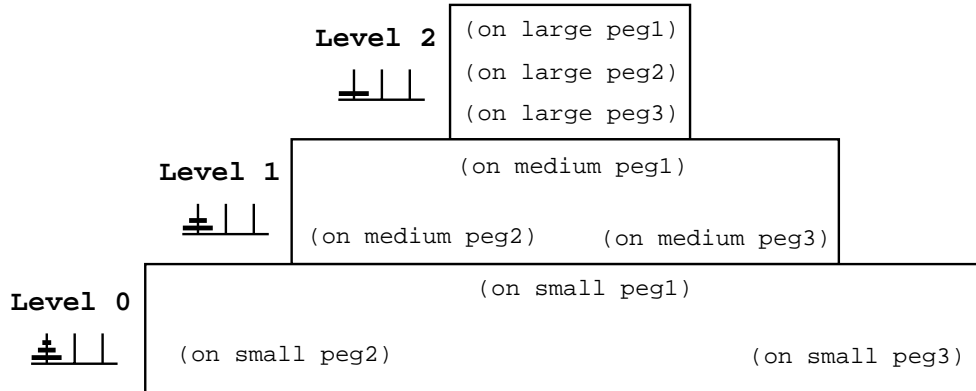 Level 2
(on large peg1)
(on large peg2)
(on large peg3)
Level 1
(on medium peg1)
(on medium peg2) (on medium peg3)
Level 0
(on small peg1)
(on small peg2) (on small peg3)